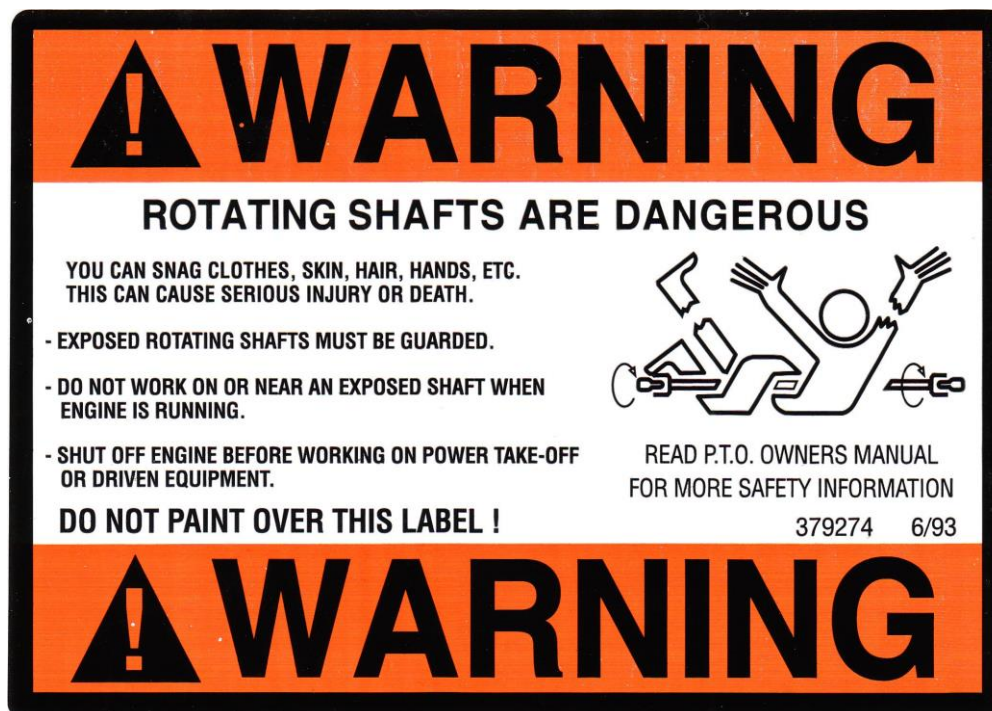 WARNING
ROTATING SHAFTS ARE DANGEROUS
YOU CAN SNAG CLOTHES, SKIN, HAIR, HANDS, ETC.
THIS CAN CAUSE SERIOUS INJURY OR DEATH.
- EXPOSED ROTATING SHAFTS MUST BE GUARDED.
- DO NOT WORK ON OR NEAR AN EXPOSED SHAFT WHEN
ENGINE IS RUNNING.
- SHUT OFF ENGINE BEFORE WORKING ON POWER TAKE-OFF
OR DRIVEN EQUIPMENT.
DO NOT PAINT OVER THIS LABEL !
READ P.T.O. OWNERS MANUAL
FOR MORE SAFETY INFORMATION
379274 6/93
WARNING